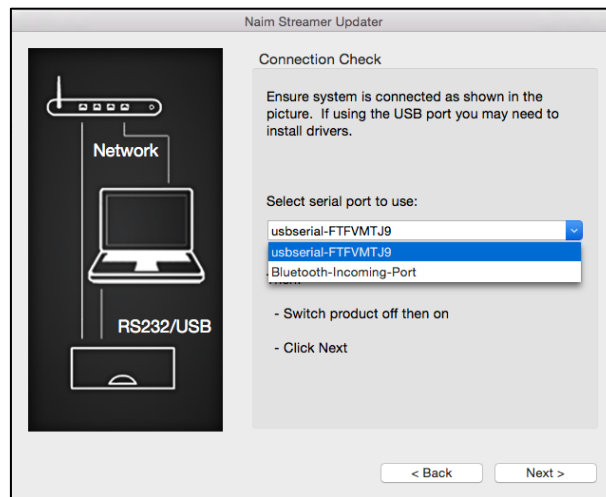 Naim Streamer Updater
Network
RS232/USB
Connection Check
Ensure system is connected as shown in the
picture. If using the USB port you may need to
install drivers.
Select serial port to use:
usbserial-FTFVMTJ9
usbserial-FTFVMTJ9
Bluetooth-Incoming-Port
- Switch product off then on
- Click Next
< Back
Next >